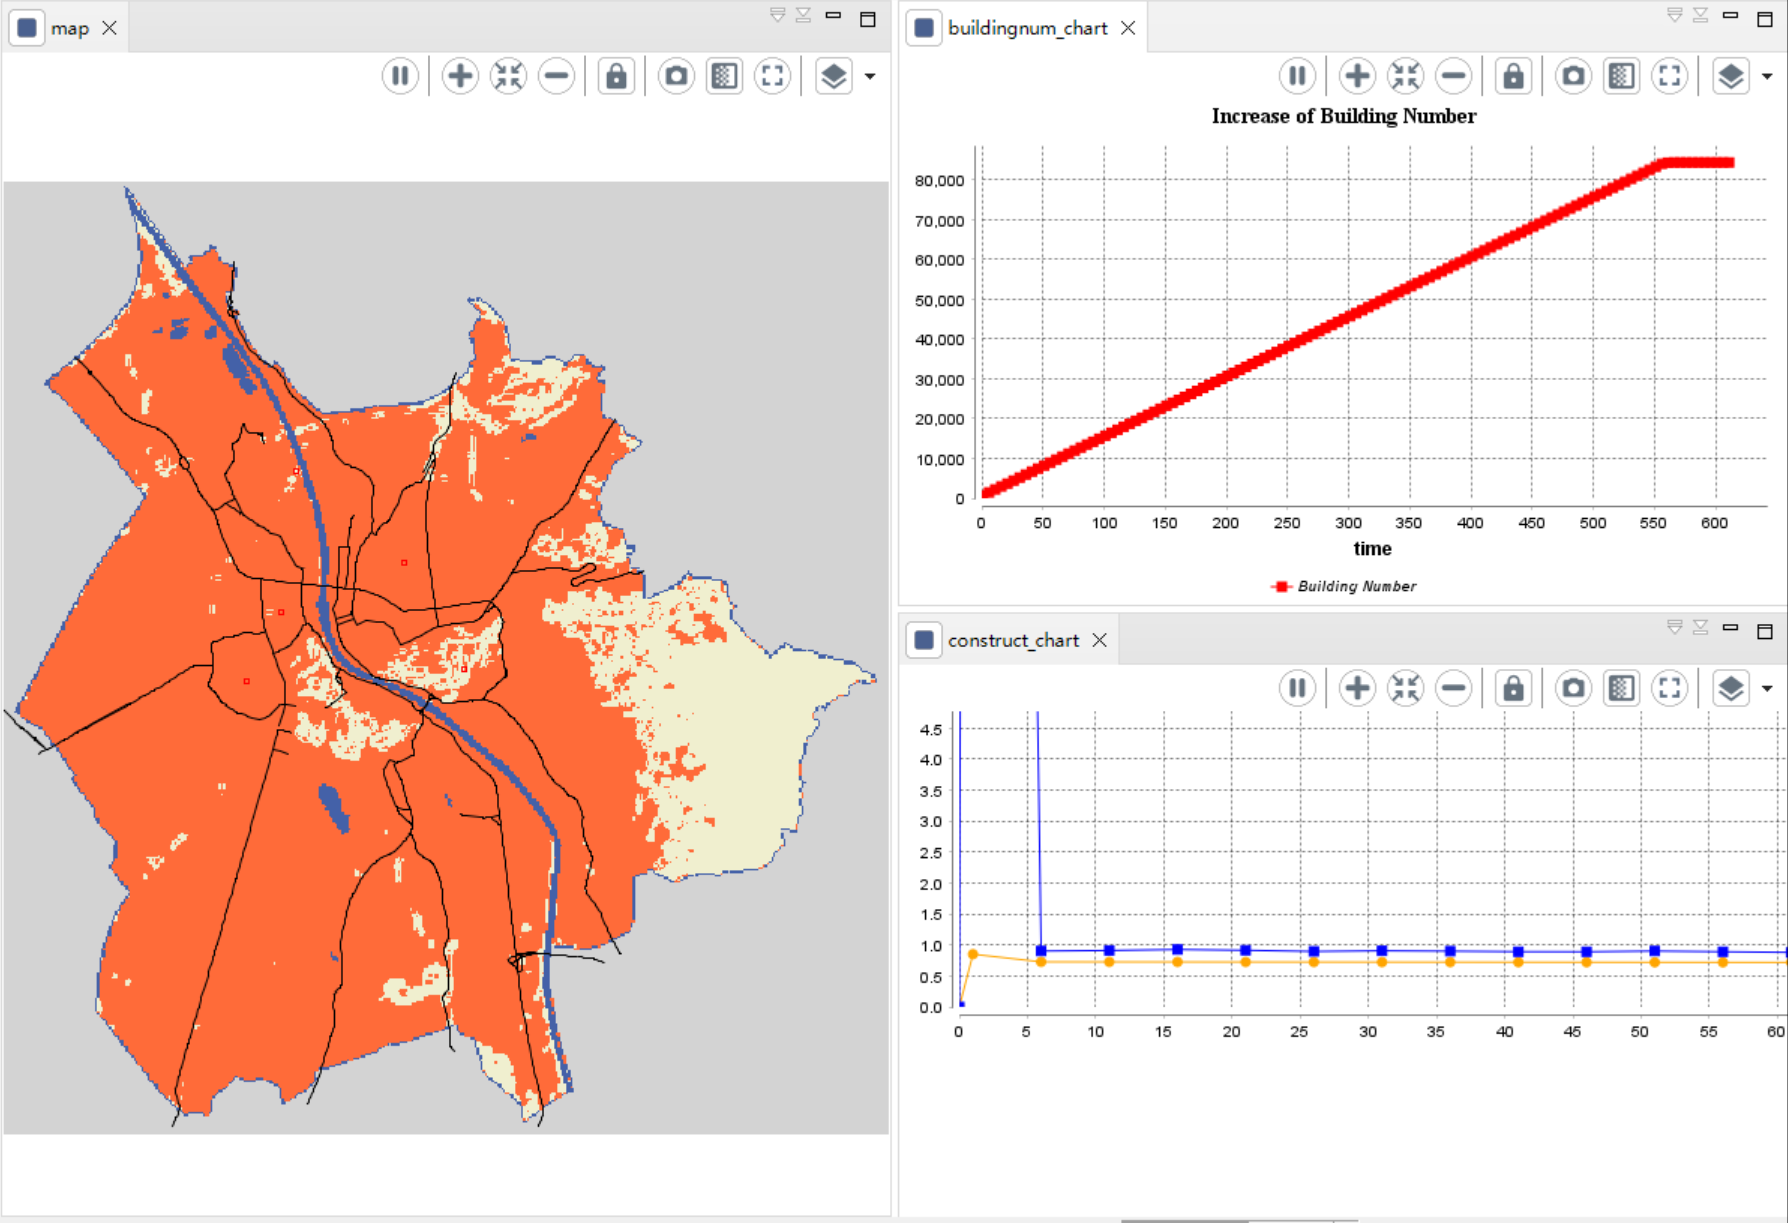 map
buildingnum_chart
Increase of Building Number
80,000
70,000
60,000
50,000
40,000
30,000
20,000
10,000
0
0 50 100 150 200 250 300 350 400 450 500 550 600
time
Building Number
construct_chart
4.5
4.0
3.5
3.0
2.5
2.0
1.5
1.0
0.5
0.0
0 5 10 15 20 25 30 35 40 45 50 55 60